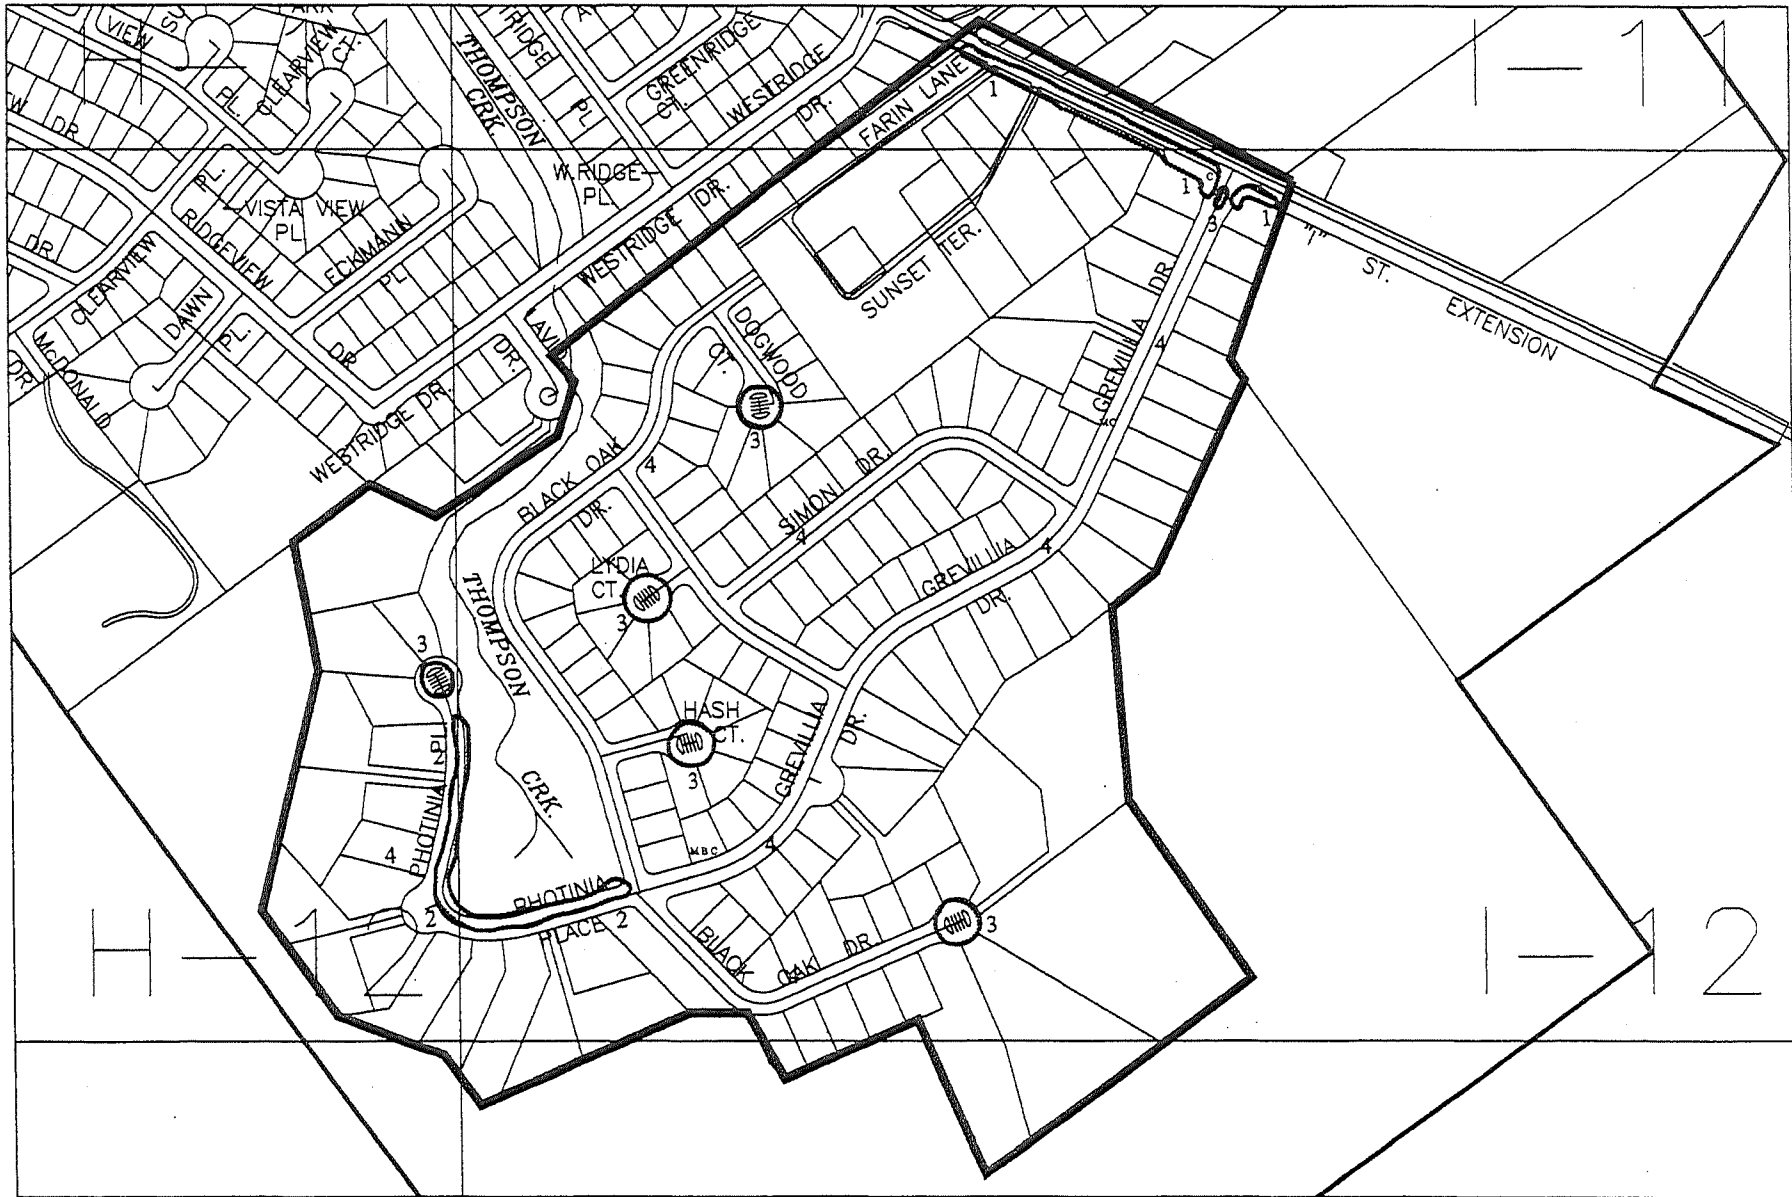 VIEW
SU
PL.
CLEARVIEW
CT.
THOMPSON
CRK.
RIDGE
PL.
GREENRIDGE
CT.
WESTRIDGE
DR.
FARIN LANE
1
I-11
DR.
W.RIDGE
PL.
PL.
VISTA VIEW
PL.
RIDGEVIEW
ECKMANN
PL.
WESTRIDGE DR.
1
3
1
"I"
ST.
EXTENSION
DR.
CLEARVIEW
DAWN
PL.
SUNSET TER.
McDONALD
DR.
DR.
DR.
WESTRIDGE DR.
DOGWOOD
CT.
3
GREVILLIA DR.
4
BLACK OAK
DR.
4
SIMON DR.
4
LYDIA
CT.
3
GREVILLIA
DR.
4
THOMPSON
CRK.
3
HASH
CT.
3
GREVILLIA
DR.
PHOTINIA PL.
2
4
MBC
4
PHOTINIA
PLACE
2
2
BLACK
OAK DR.
3
H-12
I-12